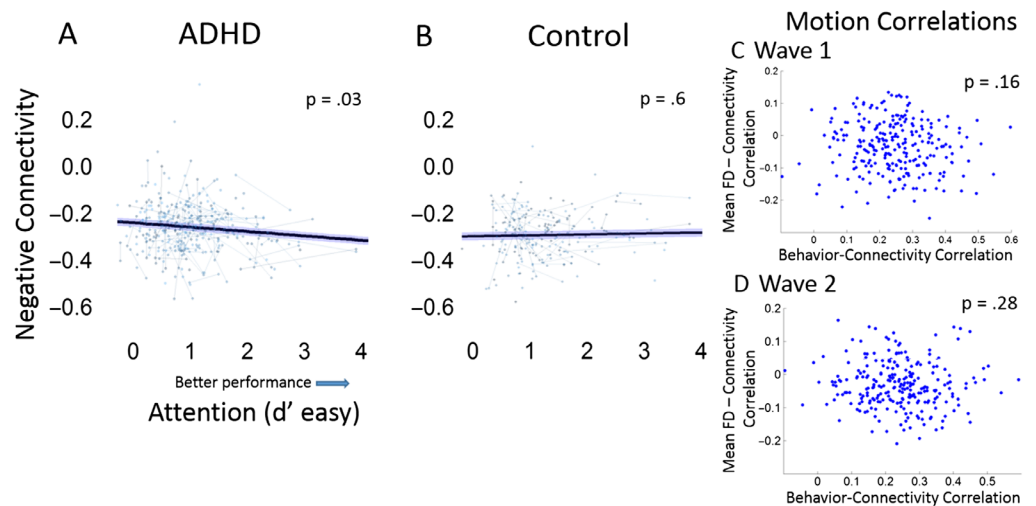 A
ADHD
p = .03
Negative Connectivity
0.2
0.0
−0.2
−0.4
−0.6
0 1 2 3 4
Better performance
Attention (d’ easy)
B
Control
p = .6
0.2
0.0
−0.2
−0.4
−0.6
0 1 2 3 4
Motion Correlations
C Wave 1
p = .16
Mean FD – Connectivity
Correlation
0.2
0.1
0
−0.1
−0.2
0 0.1 0.2 0.3 0.4 0.5 0.6
Behavior-Connectivity Correlation
D Wave 2
p = .28
Mean FD – Connectivity
Correlation
0.2
0.1
0
−0.1
−0.2
0 0.1 0.2 0.3 0.4 0.5
Behavior-Connectivity Correlation